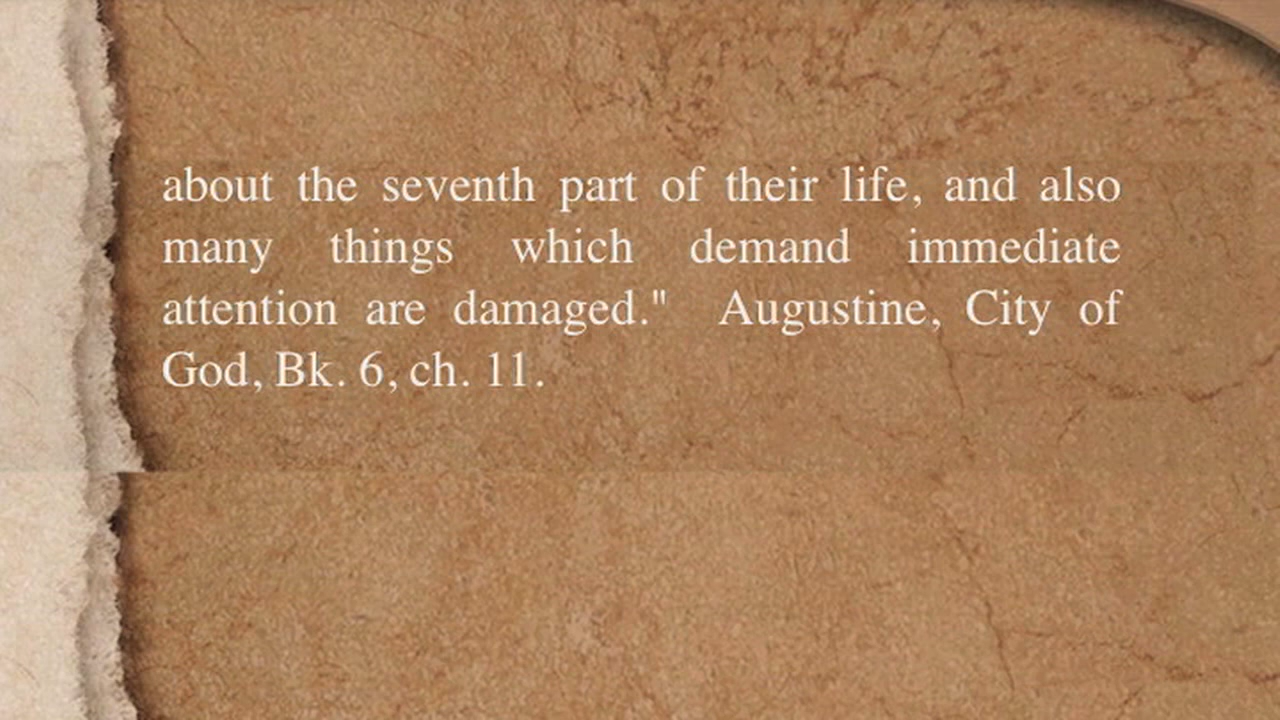 about the seventh part of their life, and also
many things which demand immediate
attention are damaged." Augustine, City of
God, Bk. 6, ch. 11.